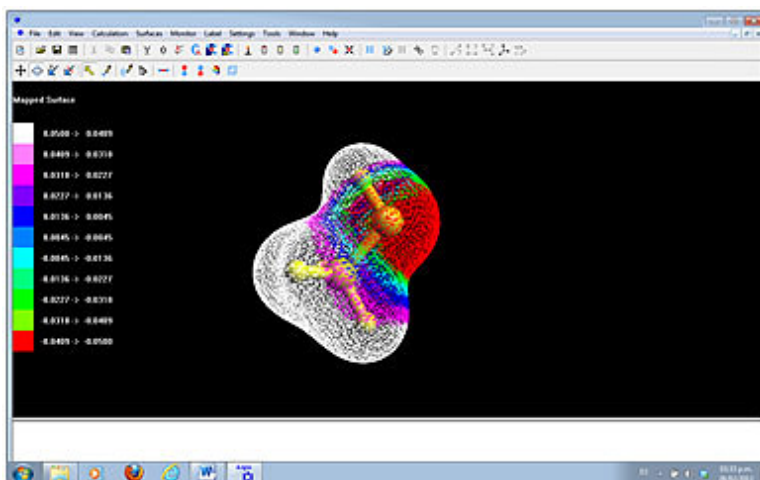 File Edit View Calculation Surfaces Monitor Label Settings Tools Window Help
Mapped Surface
0.0500 -> 0.0409
0.0409 -> 0.0318
0.0318 -> 0.0227
0.0227 -> 0.0136
0.0136 -> 0.0045
0.0045 -> -0.0045
-0.0045 -> -0.0136
-0.0136 -> -0.0227
-0.0227 -> -0.0318
-0.0318 -> -0.0409
-0.0409 -> -0.0500